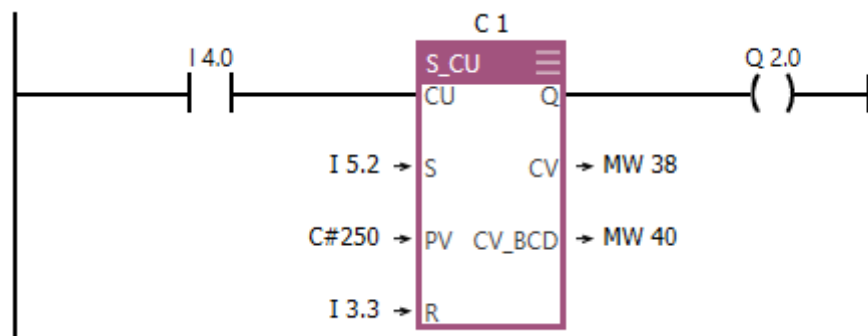 C 1
I 4.0
S_CU
Q 2.0
CU Q
I 5.2 S CV MW 38
C#250 PV CV_BCD MW 40
I 3.3 R